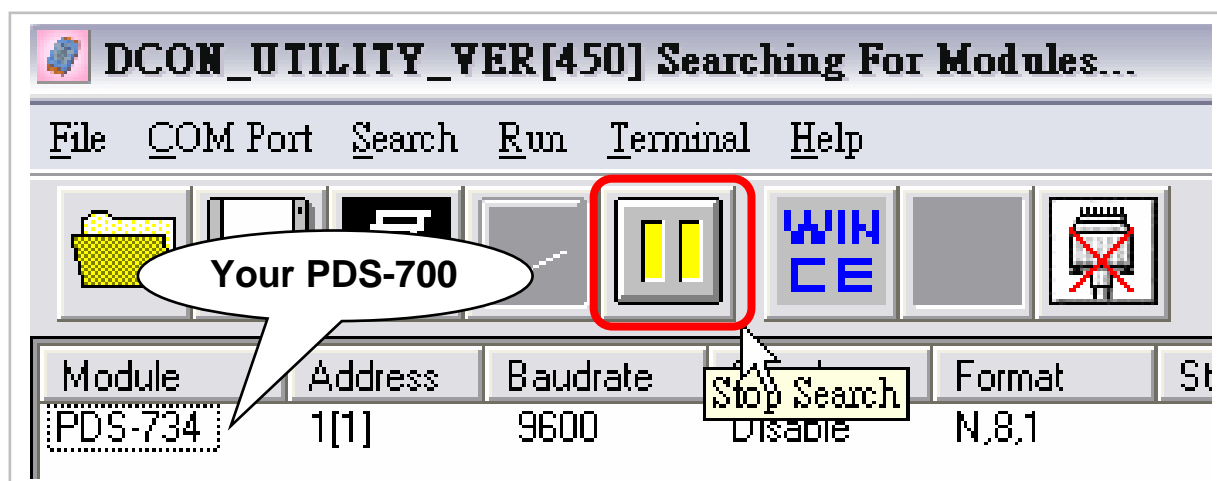 DCON_UTILITY_VER[450] Searching For Modules...
File COM Port Search Run Terminal Help
WIN
CE
Your PDS-700
Module Address Baudrate Format St
Stop Search
PDS-734 1[1] 9600 Disable N,8,1